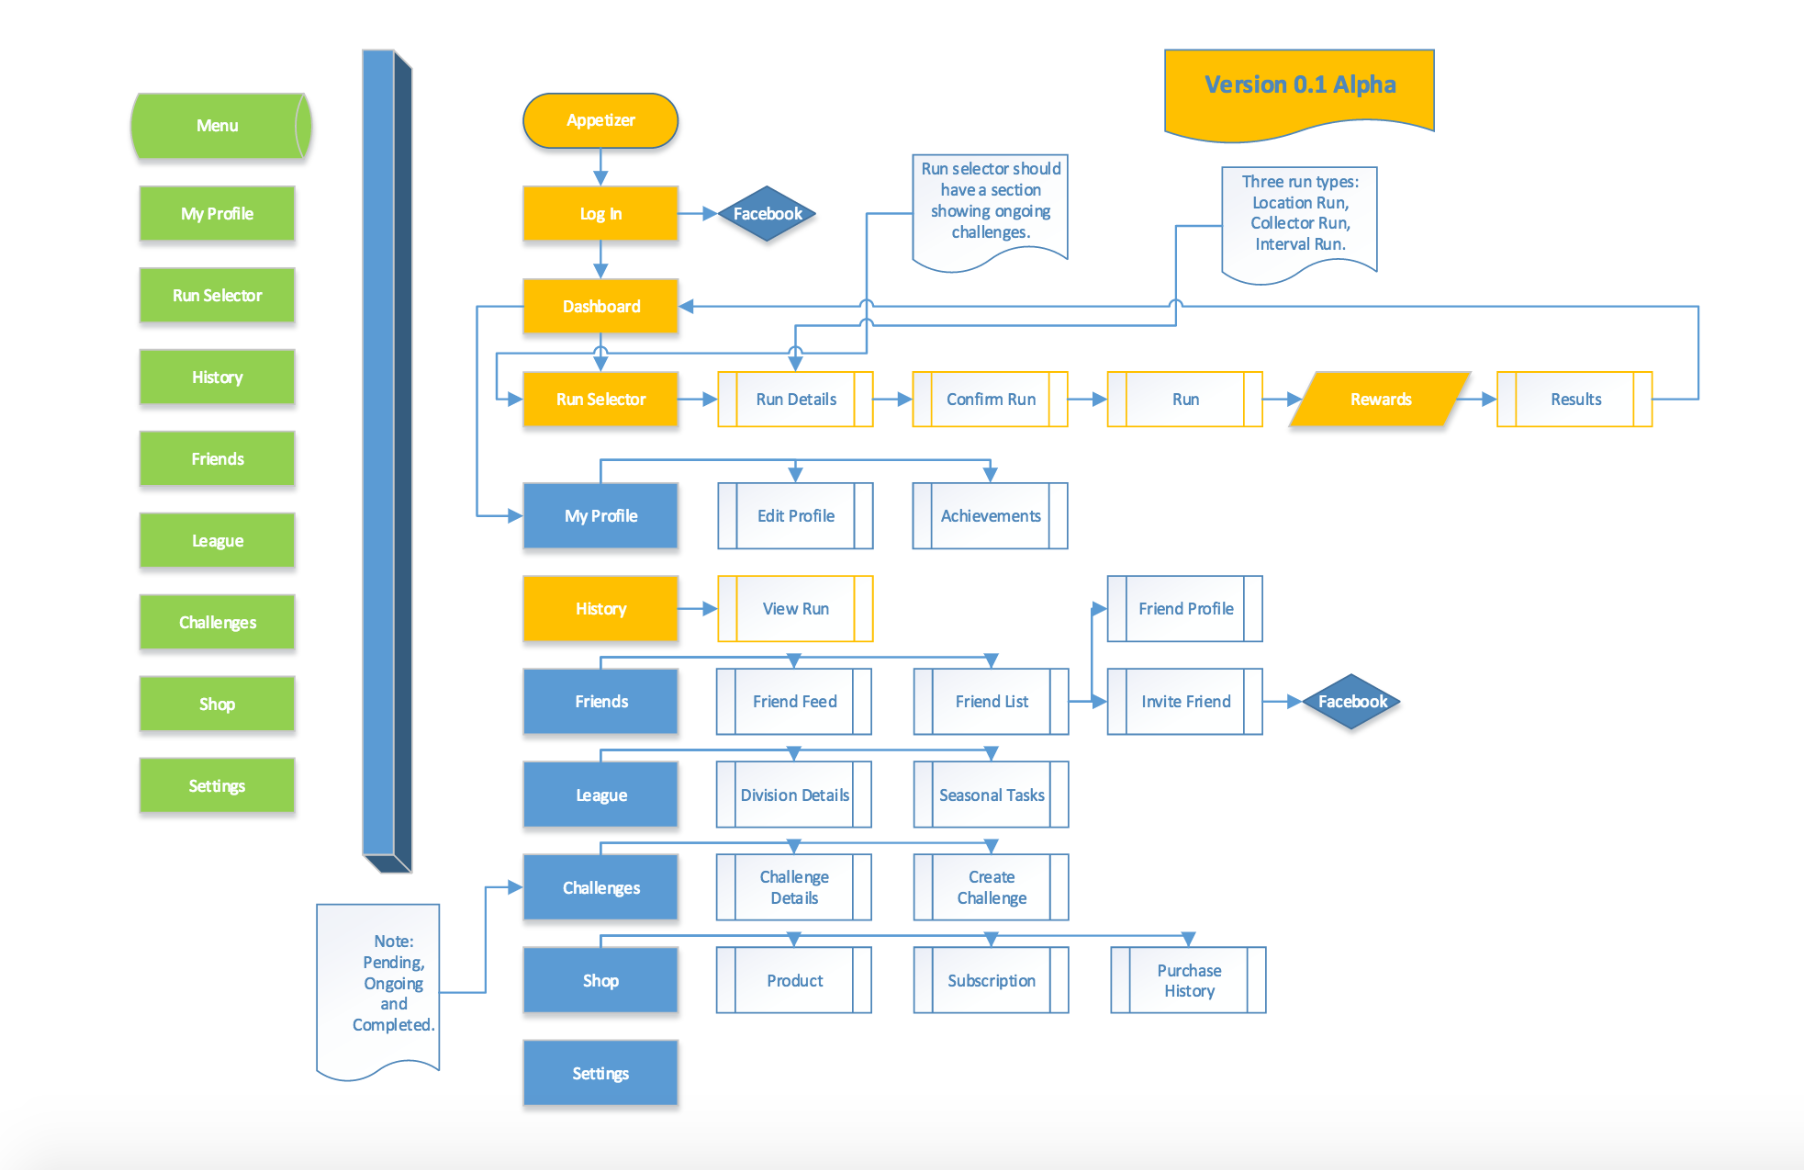 Menu
My Profile
Run Selector
History
Friends
League
Challenges
Shop
Settings
Version 0.1 Alpha
Appetizer
Log In
Facebook
Run selector should
have a section
showing ongoing
challenges.
Three run types:
Location Run,
Collector Run,
Interval Run.
Dashboard
Run Selector
Run Details
Confirm Run
Run
Rewards
Results
My Profile
Edit Profile
Achievements
History
View Run
Friend Profile
Friends
Friend Feed
Friend List
Invite Friend
Facebook
League
Division Details
Seasonal Tasks
Challenges
Challenge
Details
Create
Challenge
Note:
Pending,
Ongoing
and
Completed.
Shop
Product
Subscription
Purchase
History
Settings